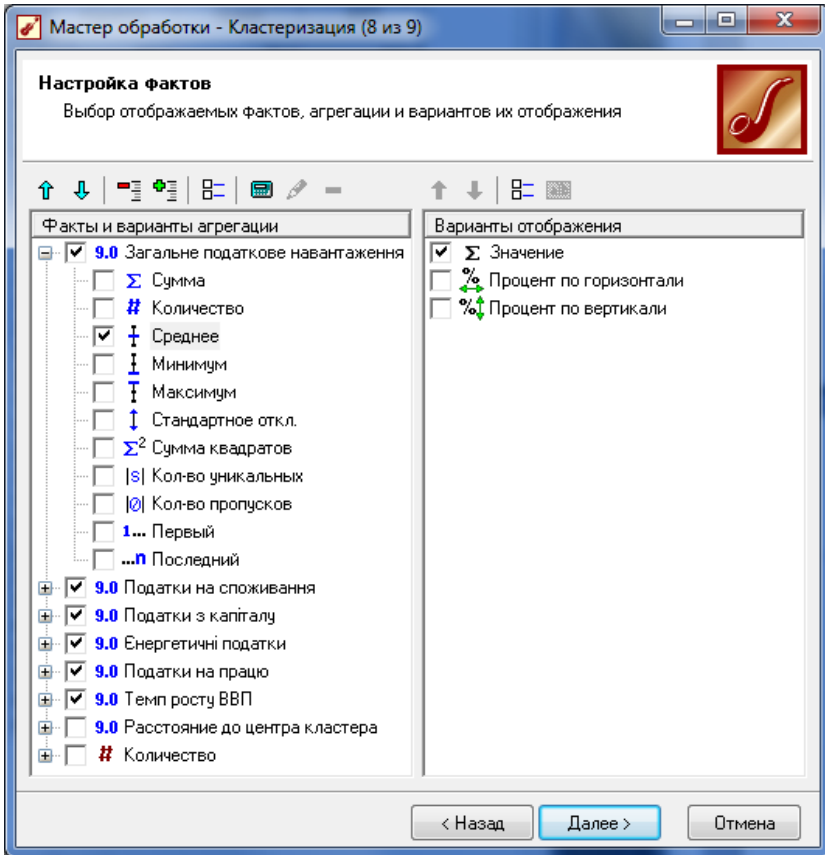 Мастер обработки - Кластеризация (8 из 9)
Настройка Фактов
Выбор отображаемых Фактов, агрегации и вариантов их отображения
Факты и варианты агрегации
9.0 Загальне податкове навантаження
Σ Сумма
# Количество
Среднее
Минимум
Максимум
Стандартное откл.
Σ² Сумма квадратов
|s| Кол-во уникальных
|0| Кол-во пропусков
1... Первый
...n Последний
9.0 Податки на споживання
9.0 Податки з капіталу
9.0 Енергетичні податки
9.0 Податки на працю
9.0 Темп росту ВВП
9.0 Расстояние до центра кластера
# Количество
Варианты отображения
Σ Значение
% Процент по горизонтали
% Процент по вертикали
< Назад
Далее >
Отмена